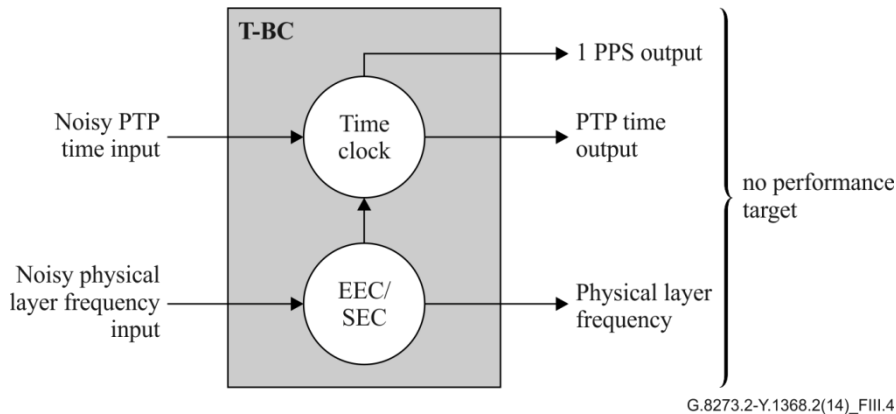 T-BC
1 PPS output
Noisy PTP
time input
Time
clock
PTP time
output
no performance
target
Noisy physical
layer frequency
input
EEC/
SEC
Physical layer
frequency
G.8273.2-Y.1368.2(14)_FIII.4